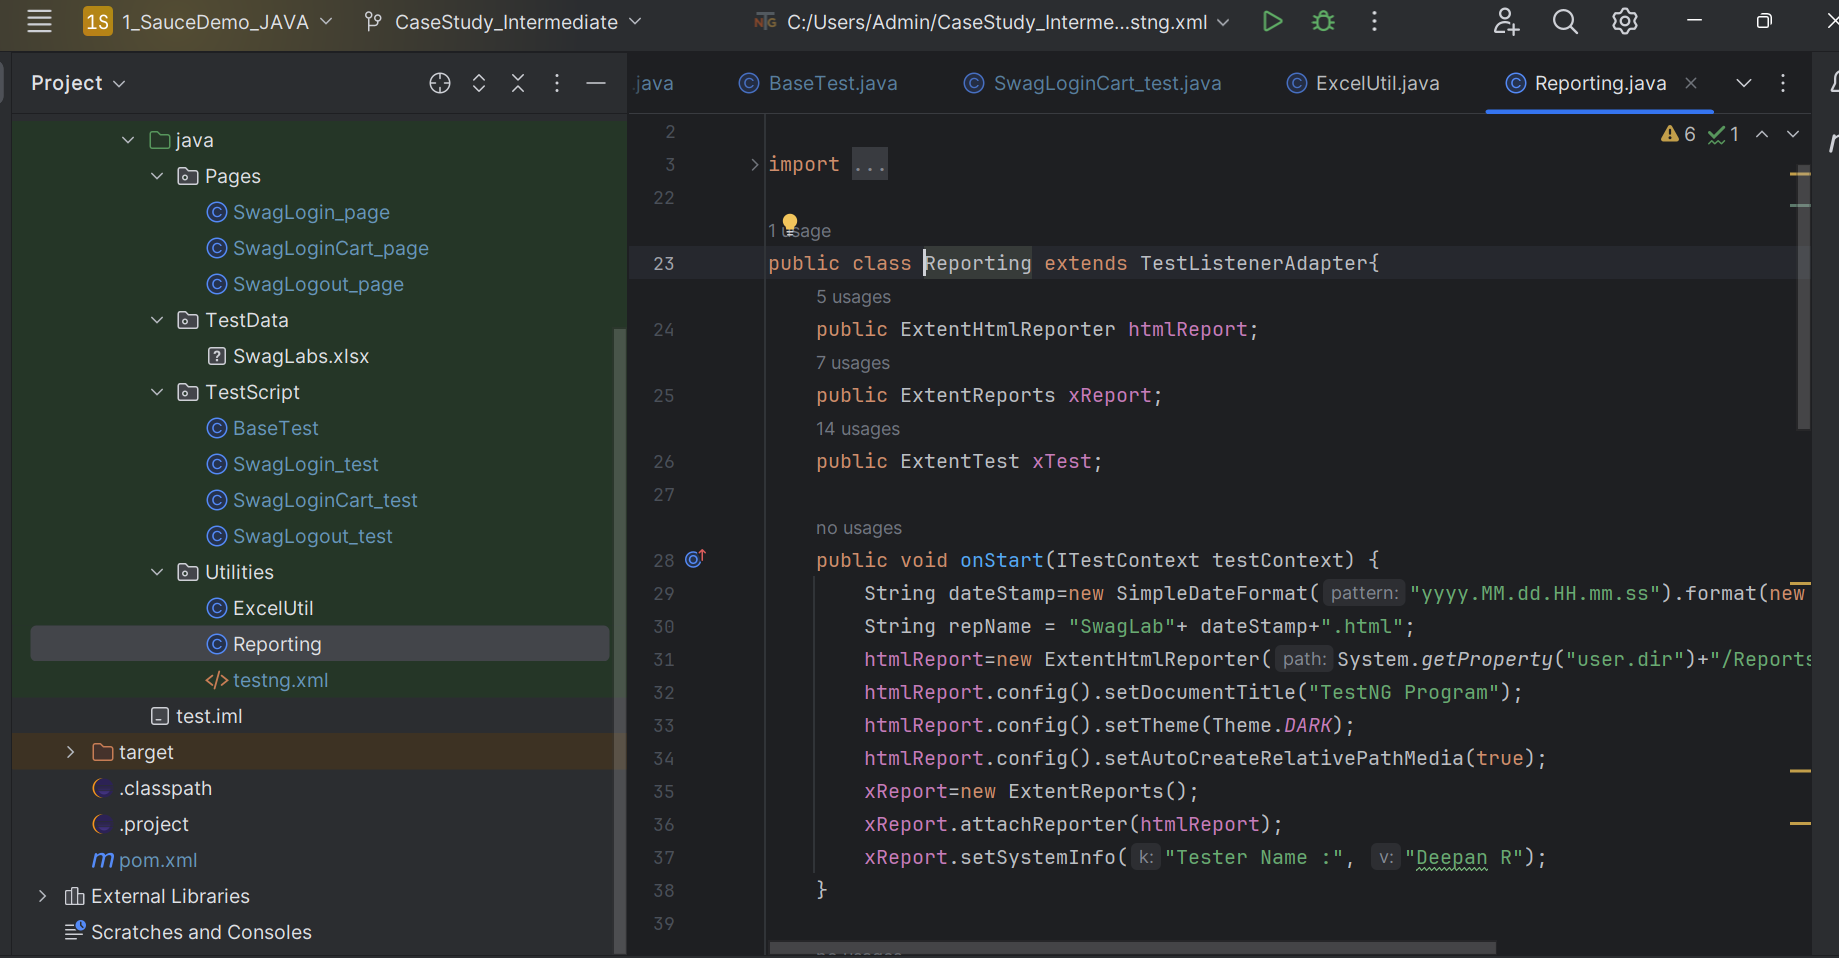 1S 1_SauceDemo_JAVA CaseStudy_Intermediate NG C:/Users/Admin/CaseStudy_Interme...stng.xml
Project
java
Pages
SwagLogin_page
SwagLoginCart_page
SwagLogout_page
TestData
SwagLabs.xlsx
TestScript
BaseTest
SwagLogin_test
SwagLoginCart_test
SwagLogout_test
Utilities
ExcelUtil
Reporting
testng.xml
test.iml
target
.classpath
.project
pom.xml
External Libraries
Scratches and Consoles
.java BaseTest.java SwagLoginCart_test.java ExcelUtil.java Reporting.java
6 1
2
3 import ...
22
1 usage
23 public class Reporting extends TestListenerAdapter{
5 usages
24 public ExtentHtmlReporter htmlReport;
7 usages
25 public ExtentReports xReport;
14 usages
26 public ExtentTest xTest;
27
no usages
28 public void onStart(ITestContext testContext) {
29 String dateStamp=new SimpleDateFormat( pattern: "yyyy.MM.dd.HH.mm.ss").format(new
30 String repName = "SwagLab"+ dateStamp+".html";
31 htmlReport=new ExtentHtmlReporter( path: System.getProperty("user.dir")+"/Reports
32 htmlReport.config().setDocumentTitle("TestNG Program");
33 htmlReport.config().setTheme(Theme.DARK);
34 htmlReport.config().setAutoCreateRelativePathMedia(true);
35 xReport=new ExtentReports();
36 xReport.attachReporter(htmlReport);
37 xReport.setSystemInfo( k: "Tester Name :", v: "Deepan R");
38 }
39